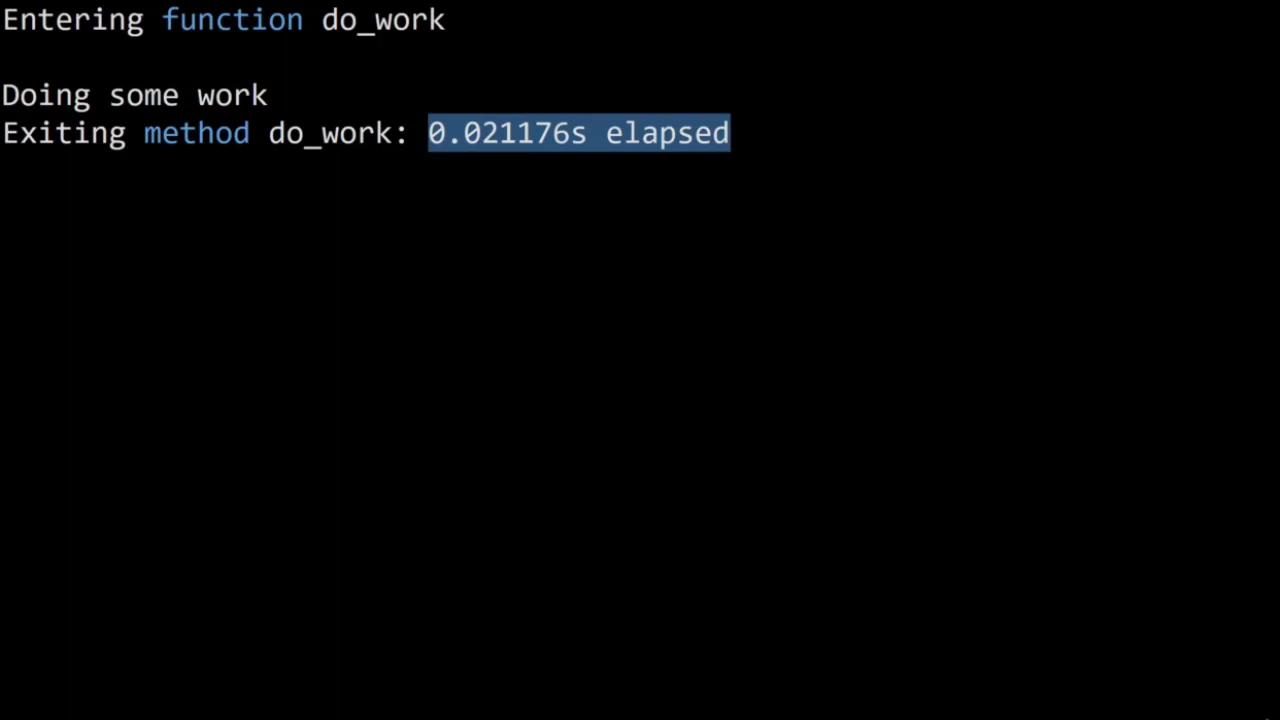 Entering function do_work
Doing some work
Exiting method do_work: 0.021176s elapsed